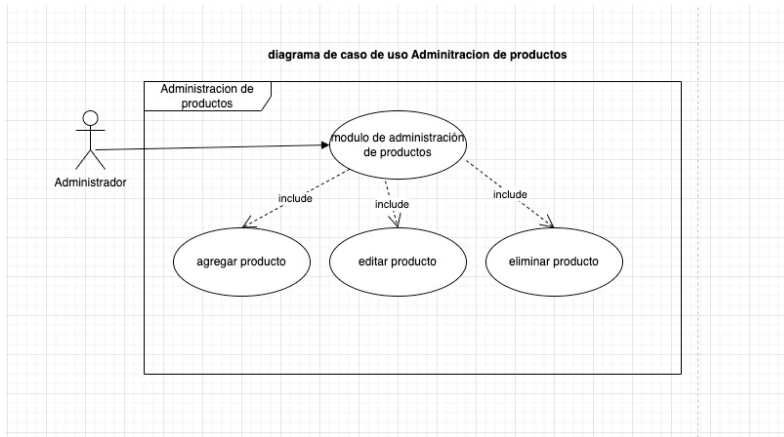 diagrama de caso de uso Adminitracion de productos
Administracion de
productos
modulo de administración
de productos
Administrador
include
include
include
agregar producto
editar producto
eliminar producto